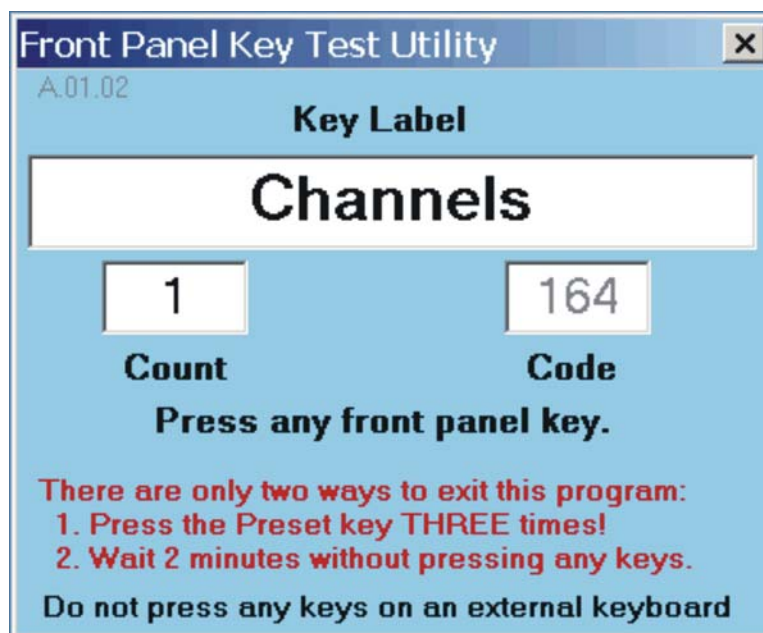 Front Panel Key Test Utility
A.01.02
Key Label
Channels
1 164
Count Code
Press any front panel key.
There are only two ways to exit this program:
1. Press the Preset key THREE times!
2. Wait 2 minutes without pressing any keys.
Do not press any keys on an external keyboard